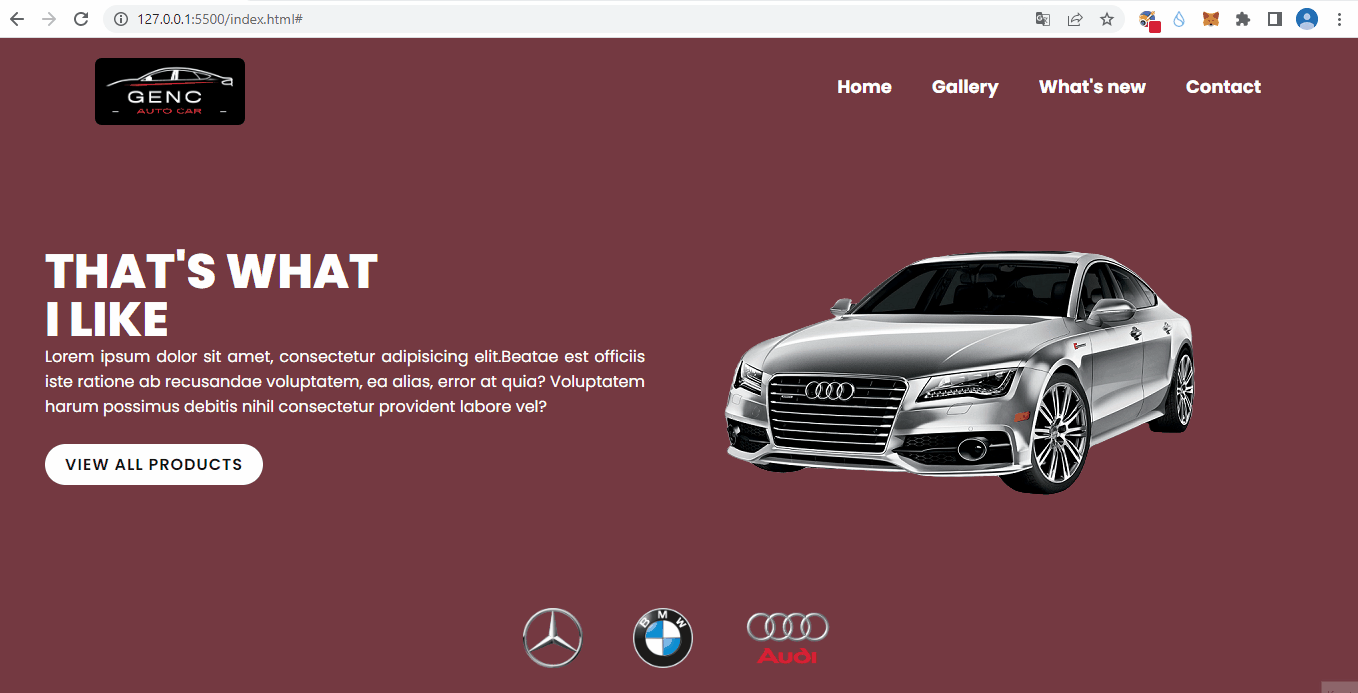 127.0.0.1:5500/index.html#
GENC
AUTO CAR
Home
Gallery
What's new
Contact
THAT'S WHAT
I LIKE
Lorem ipsum dolor sit amet, consectetur adipisicing elit.Beatae est officiis
iste ratione ab recusandae voluptatem, ea alias, error at quia? Voluptatem
harum possimus debitis nihil consectetur provident labore vel?
VIEW ALL PRODUCTS
BMW
Audi